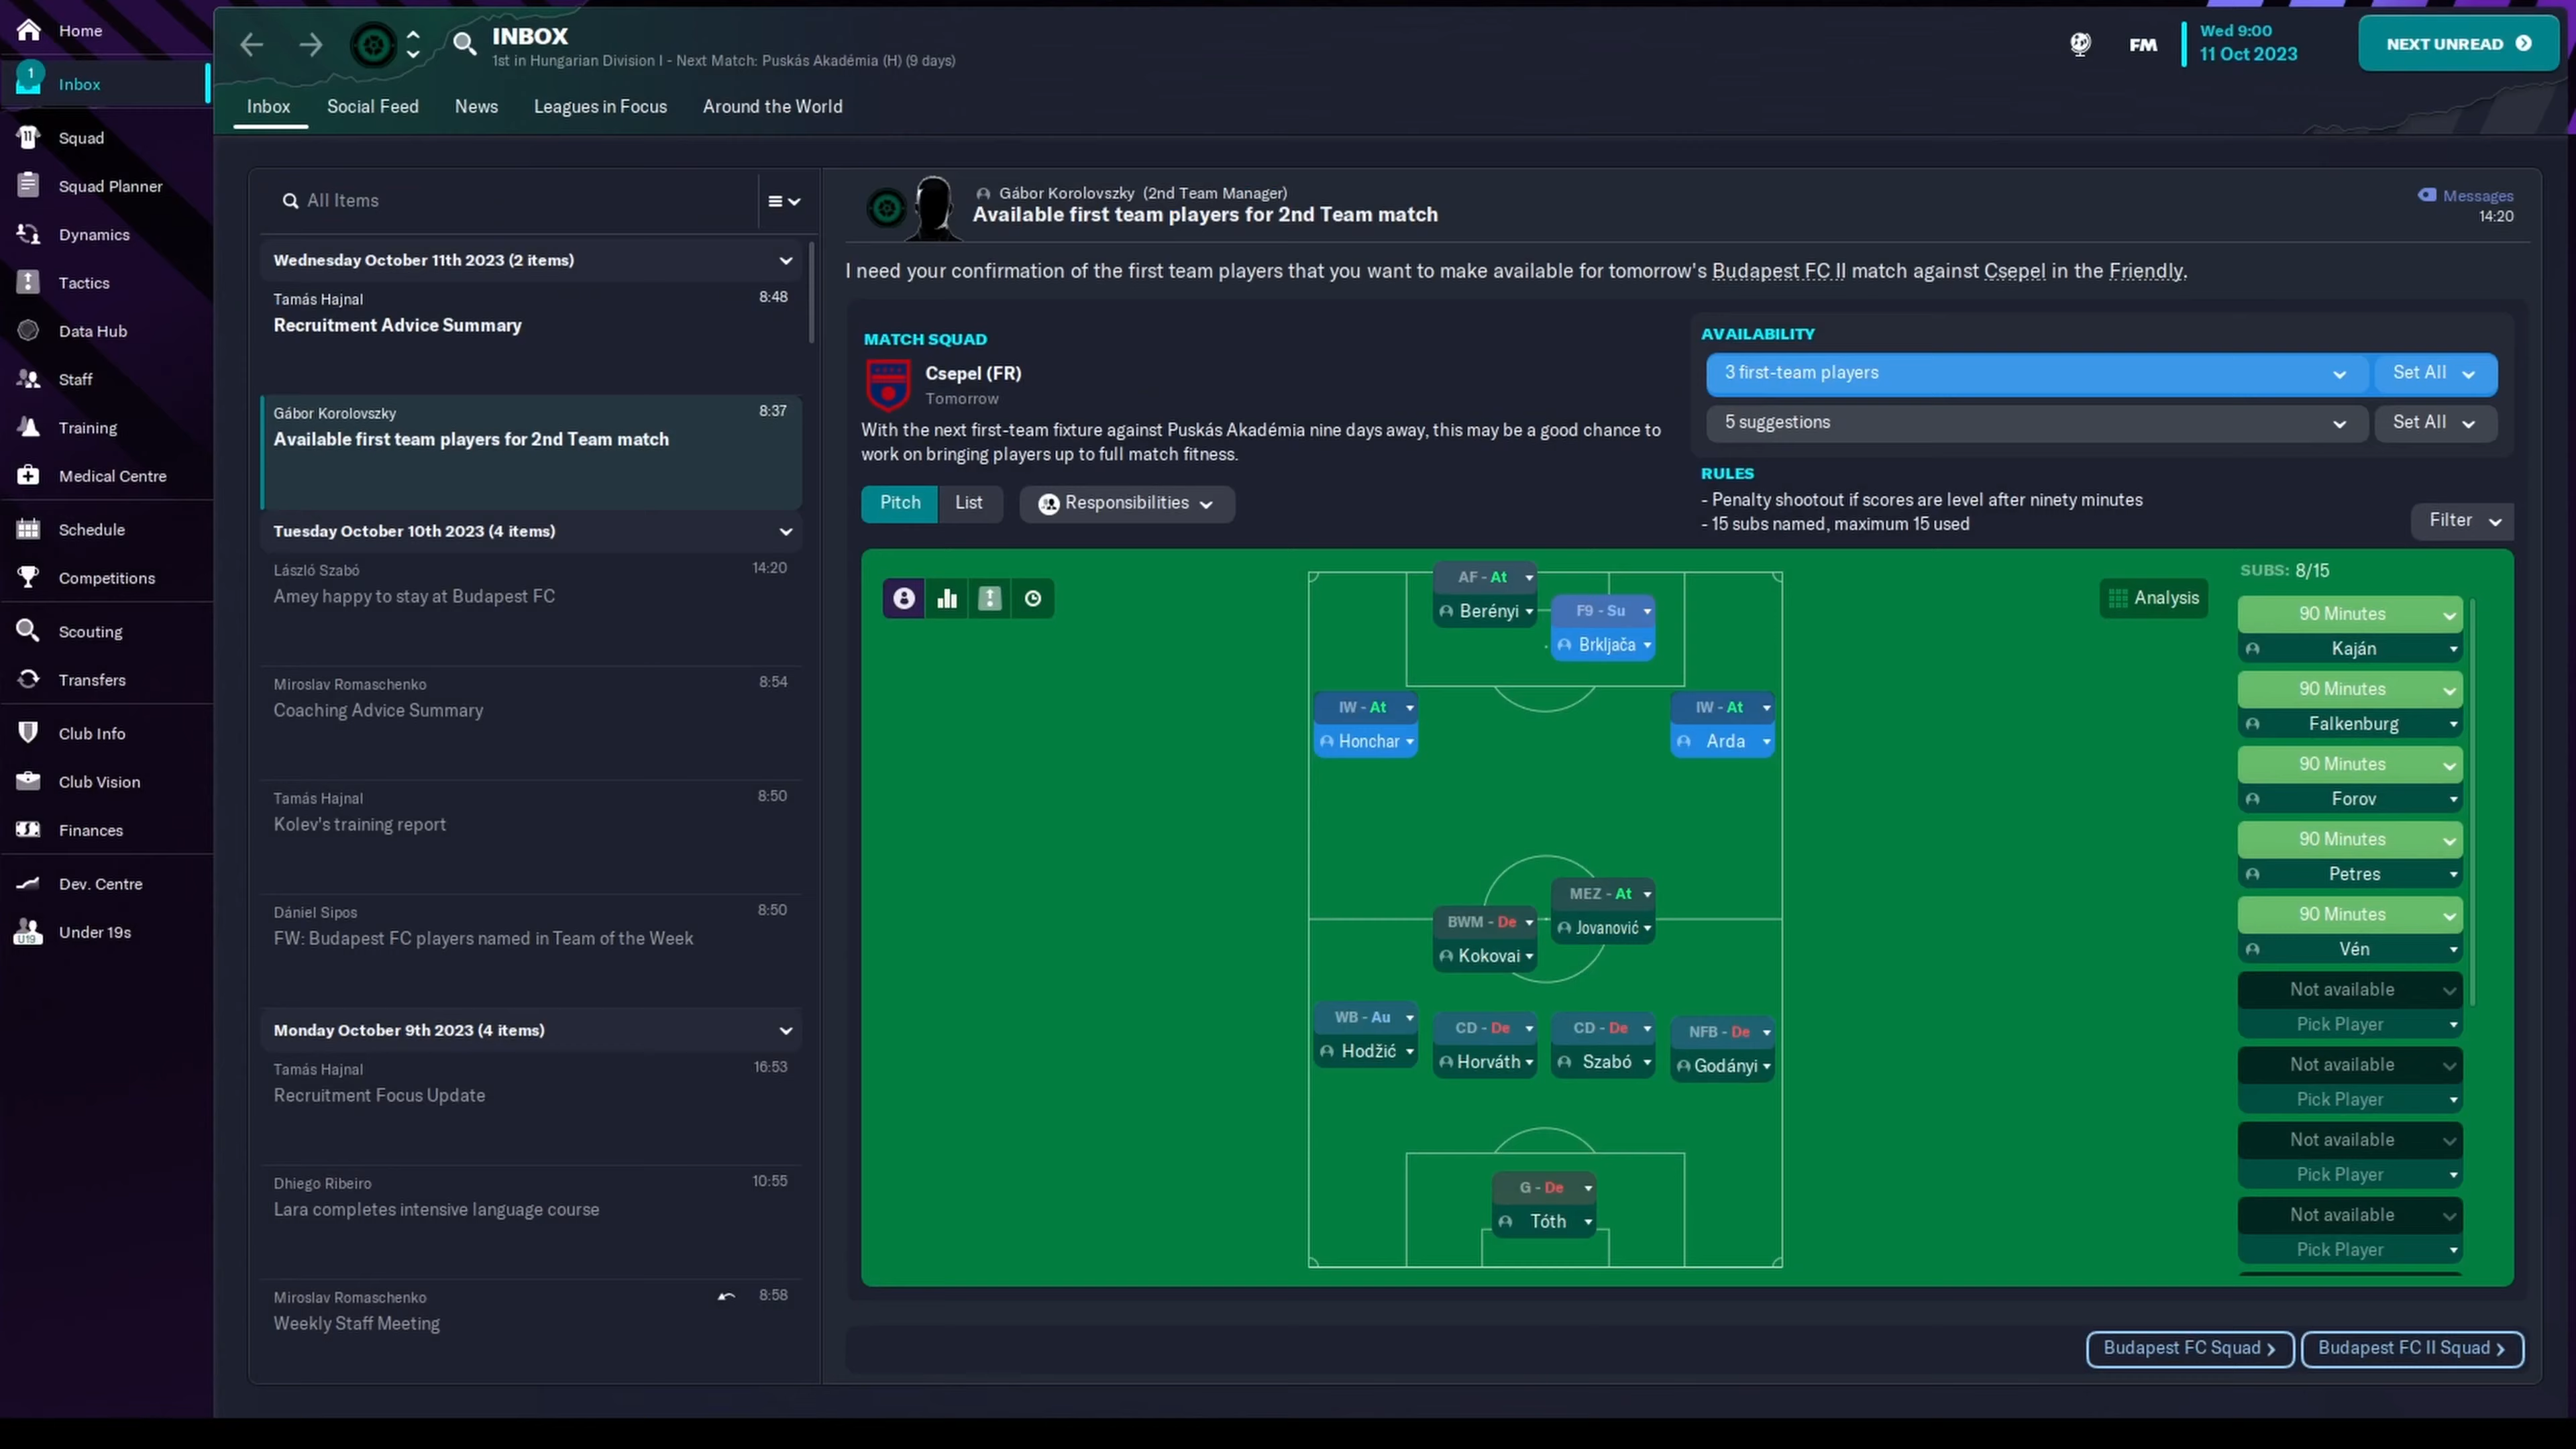 Home
1
Inbox
Squad
Squad Planner
Dynamics
Tactics
Data Hub
Staff
Training
Medical Centre
Schedule
Competitions
Scouting
Transfers
Club Info
Club Vision
Finances
Dev. Centre
U19
Under 19s
INBOX
1st in Hungarian Division I - Next Match: Puskás Akadémia (H) (9 days)
FM
Wed 9:00
11 Oct 2023
NEXT UNREAD
Inbox
Social Feed
News
Leagues in Focus
Around the World
All Items
Wednesday October 11th 2023 (2 items)
Tamás Hajnal 8:48
Recruitment Advice Summary
Gábor Korolovszky 8:37
Available first team players for 2nd Team match
Tuesday October 10th 2023 (4 items)
László Szabó 14:20
Amey happy to stay at Budapest FC
Miroslav Romaschenko 8:54
Coaching Advice Summary
Tamás Hajnal 8:50
Kolev's training report
Dániel Sipos 8:50
FW: Budapest FC players named in Team of the Week
Monday October 9th 2023 (4 items)
Tamás Hajnal 16:53
Recruitment Focus Update
Dhiego Ribeiro 10:55
Lara completes intensive language course
Miroslav Romaschenko 8:58
Weekly Staff Meeting
Gábor Korolovszky (2nd Team Manager)
Available first team players for 2nd Team match
Messages
14:20
I need your confirmation of the first team players that you want to make available for tomorrow's Budapest FC II match against Csepel in the Friendly.
MATCH SQUAD
Csepel (FR)
Tomorrow
With the next first-team fixture against Puskás Akadémia nine days away, this may be a good chance to
work on bringing players up to full match fitness.
Pitch
List
Responsibilities
AVAILABILITY
3 first-team players
Set All
5 suggestions
Set All
RULES
- Penalty shootout if scores are level after ninety minutes
- 15 subs named, maximum 15 used
Filter
AF - At
Berényi
F9 - Su
Brkljača
IW - At
Honchar
IW - At
Arda
MEZ - At
Jovanović
BWM - De
Kokovai
WB - Au
Hodžić
CD - De
Horváth
CD - De
Szabó
NFB - De
Godányi
G - De
Tóth
Analysis
SUBS: 8/15
90 Minutes
Kaján
90 Minutes
Falkenburg
90 Minutes
Forov
90 Minutes
Petres
90 Minutes
Vén
Not available
Pick Player
Not available
Pick Player
Not available
Pick Player
Not available
Pick Player
Budapest FC Squad
Budapest FC II Squad